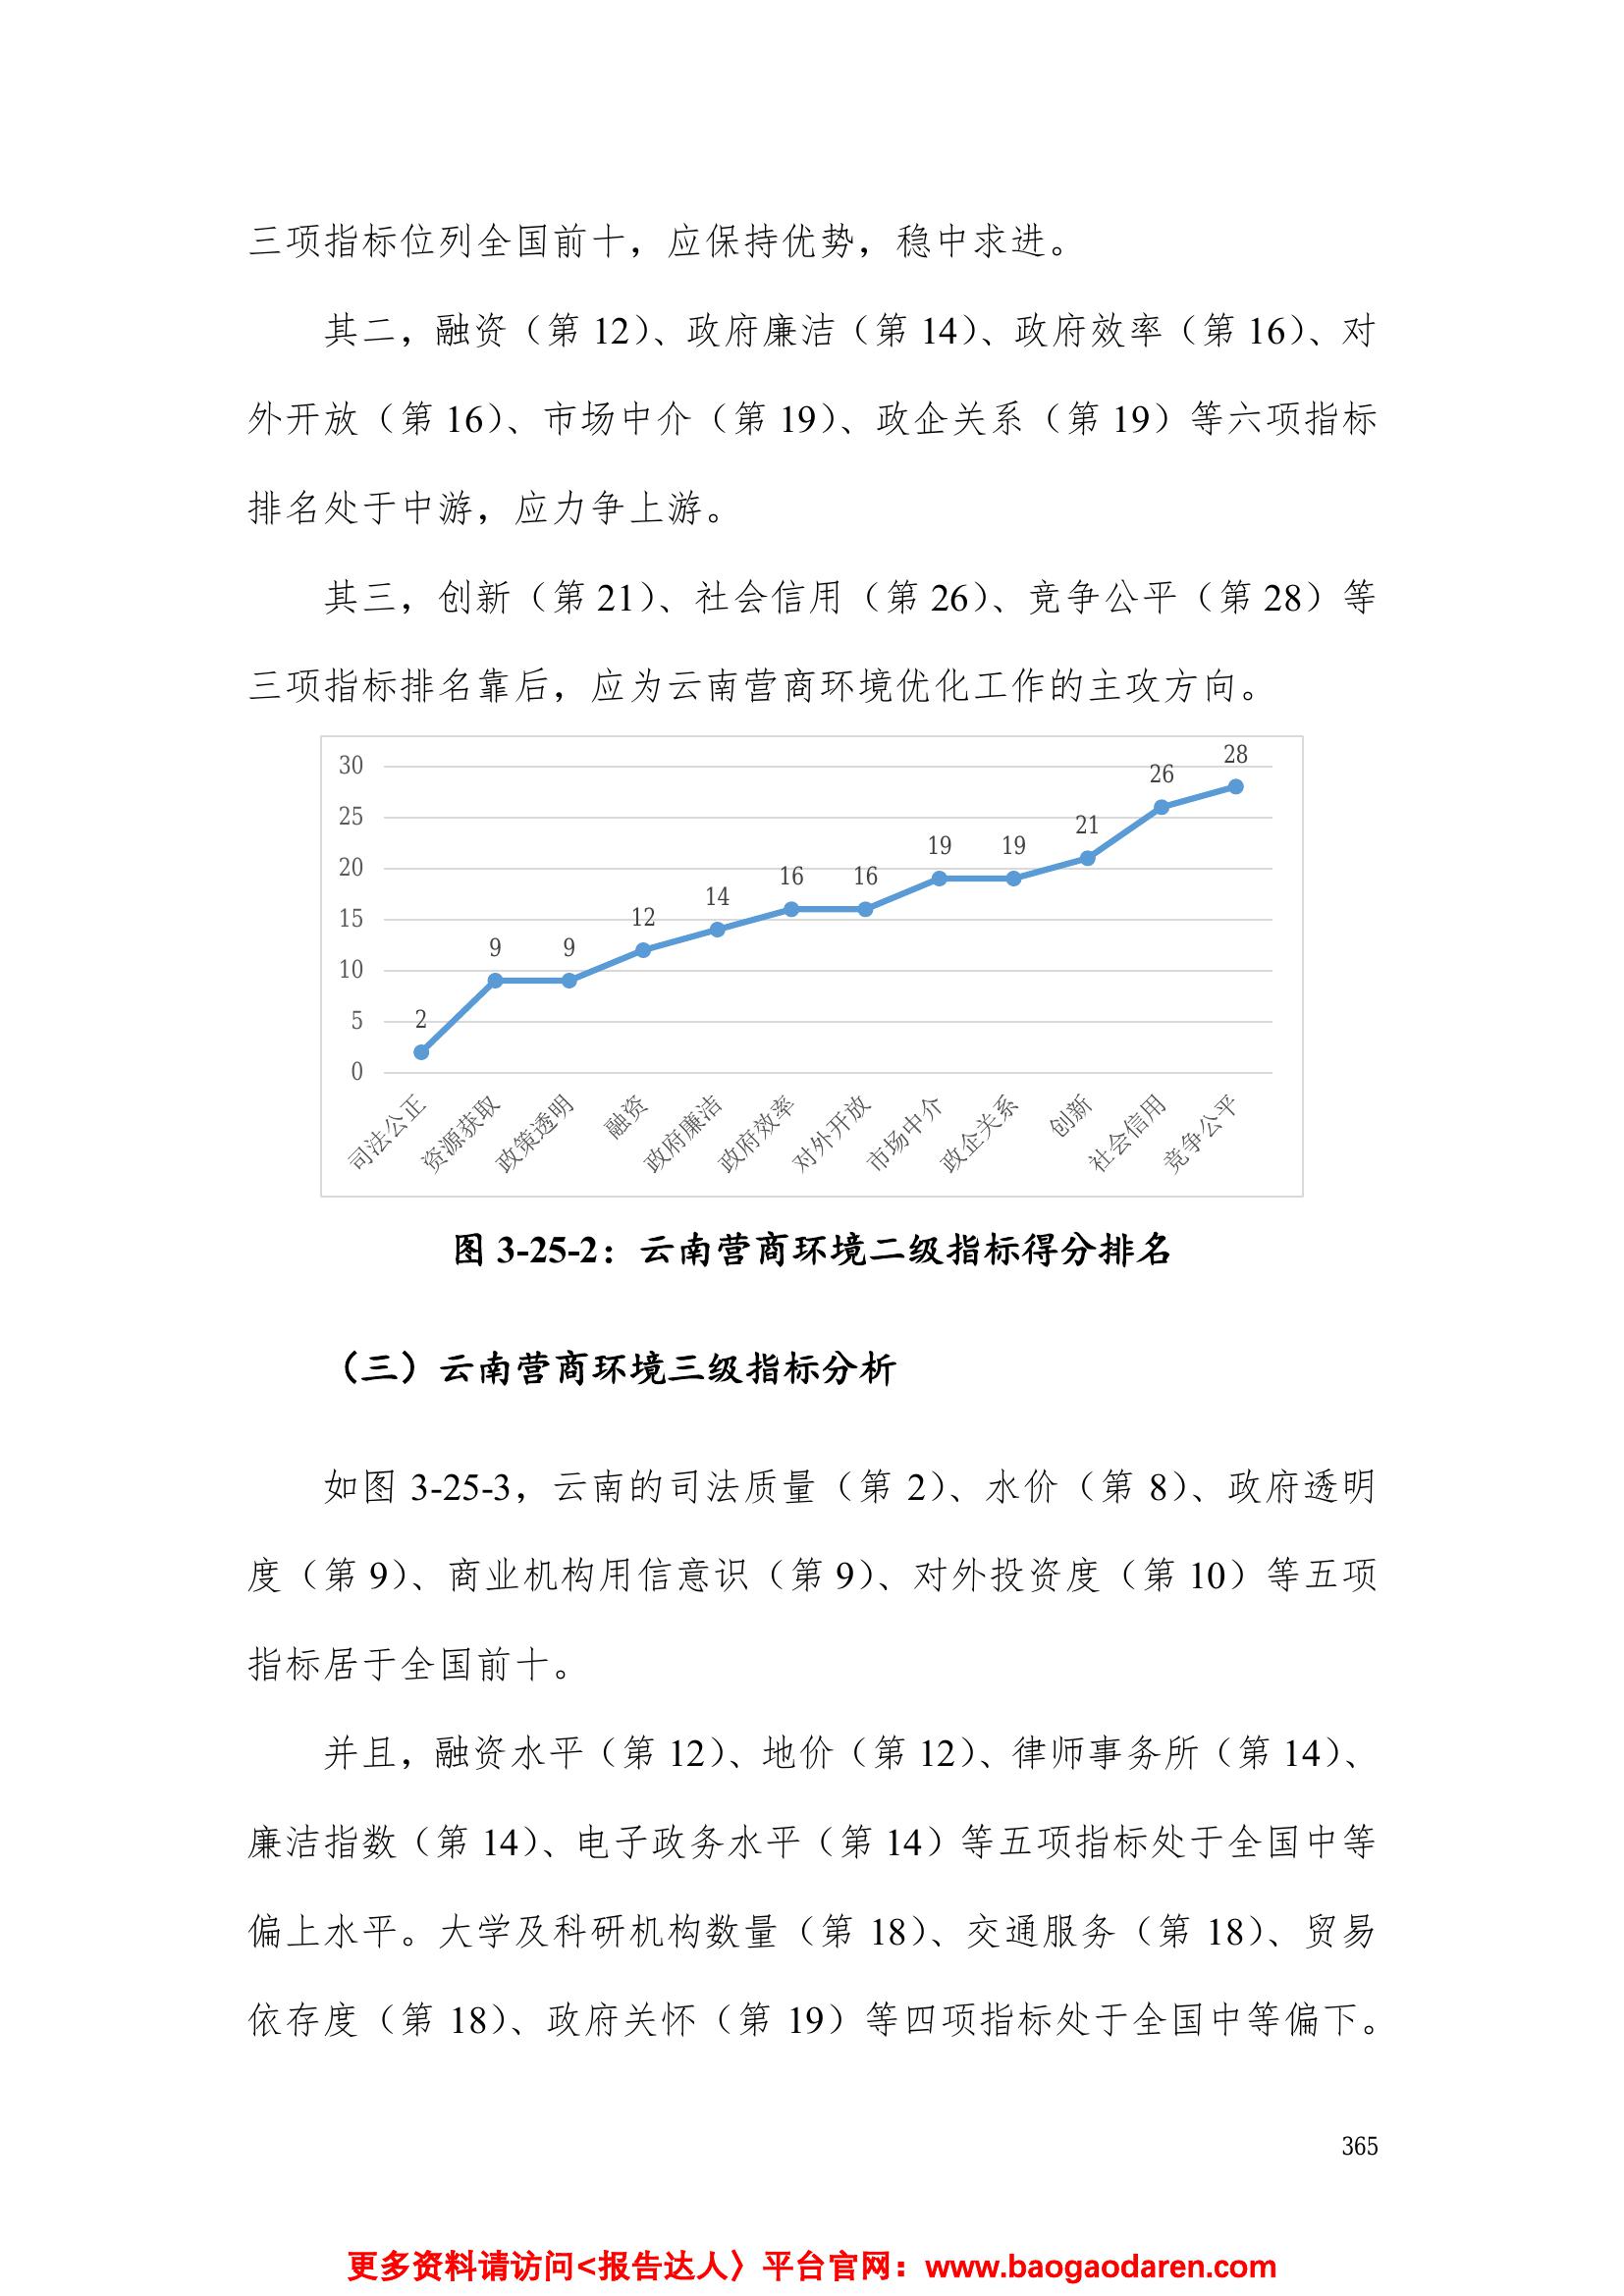 三项指标位列全国前十，应保持优势，稳中求进。
其二，融资（第 12）、政府廉洁（第 14）、政府效率（第 16）、对
外开放（第 16）、市场中介（第 19）、政企关系（第 19）等六项指标
排名处于中游，应力争上游。
其三，创新（第 21）、社会信用（第 26）、竞争公平（第 28）等
三项指标排名靠后，应为云南营商环境优化工作的主攻方向。
30
25
20
15
10
5
0
2
9
9
12
14
16
16
19
19
21
26
28
司法公正
资源获取
政策透明
融资
政府廉洁
政府效率
对外开放
市场中介
政企关系
创新
社会信用
竞争公平
图 3-25-2：云南营商环境二级指标得分排名
（三）云南营商环境三级指标分析
如图 3-25-3，云南的司法质量（第 2）、水价（第 8）、政府透明
度（第 9）、商业机构用信意识（第 9）、对外投资度（第 10）等五项
指标居于全国前十。
并且，融资水平（第 12）、地价（第 12）、律师事务所（第 14）、
廉洁指数（第 14）、电子政务水平（第 14）等五项指标处于全国中等
偏上水平。大学及科研机构数量（第 18）、交通服务（第 18）、贸易
依存度（第 18）、政府关怀（第 19）等四项指标处于全国中等偏下。
365
更多资料请访问<报告达人〉平台官网：www.baogaodaren.com